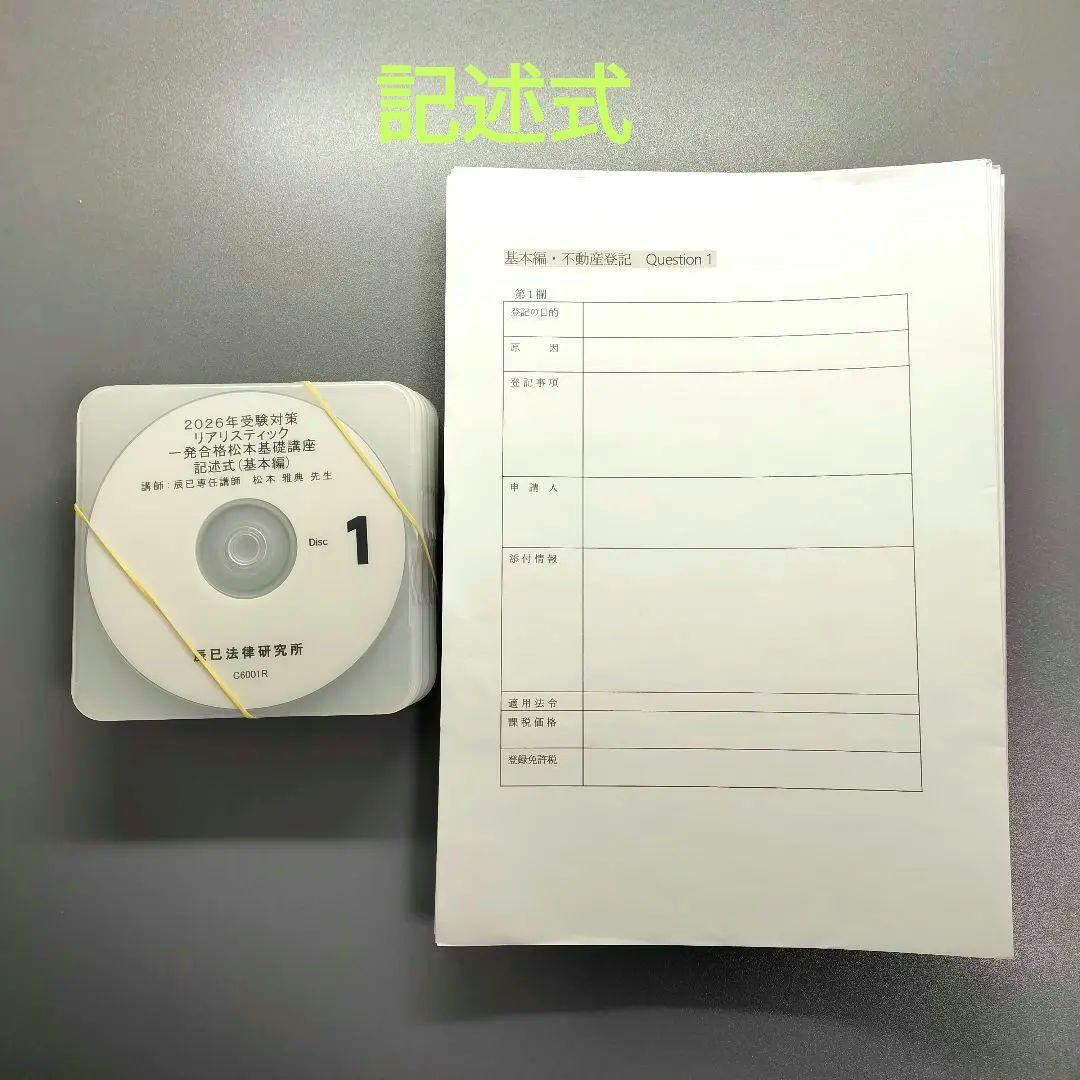 記述式
2026年受験対策
リアリスティック
一発合格松本基礎講座
記述式(基本編)
講師:辰已専任講師 松本 雅典 先生
Disc 1
辰已法律研究所
C6001R
基本編・不動産登記 Question 1
第1欄
登記の目的
原 因
登記事項
申請人
添付情報
適用法令
課税価格
登録免許税